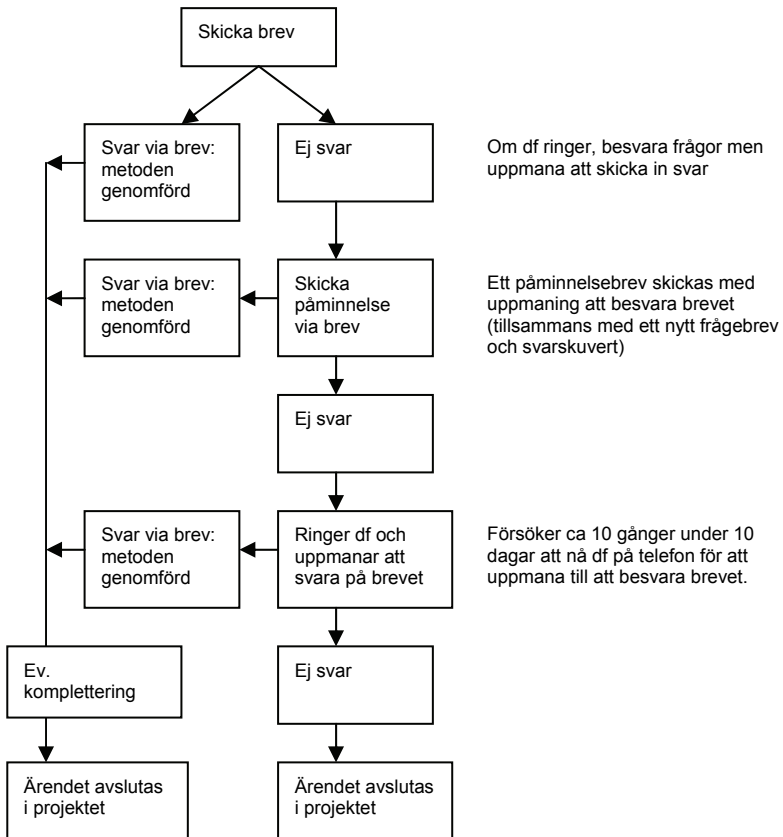 Skicka brev
Svar via brev:
metoden
genomförd
Ej svar
Om df ringer, besvara frågor men
uppmana att skicka in svar
Svar via brev:
metoden
genomförd
Skicka
påminnelse
via brev
Ett påminnelsebrev skickas med
uppmaning att besvara brevet
(tillsammans med ett nytt frågebrev
och svarskuvert)
Ej svar
Svar via brev:
metoden
genomförd
Ringer df och
uppmanar att
svara på brevet
Försöker ca 10 gånger under 10
dagar att nå df på telefon för att
uppmana till att besvara brevet.
Ev.
komplettering
Ej svar
Ärendet avslutas
i projektet
Ärendet avslutas
i projektet